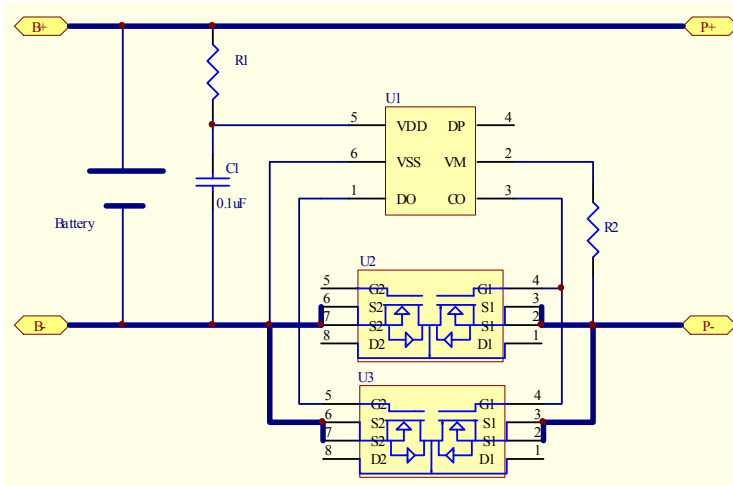 B+ P+
R1
U1
5 VDD DP 4
6 VSS VM 2
1 DO CO 3
C1
0.1uF
Battery
R2
U2
5 G2 G1 4
6 S2 S1 3
7 S2 S1 2
8 D2 D1 1
B- P-
U3
5 G2 G1 4
6 S2 S1 3
7 S2 S1 2
8 D2 D1 1